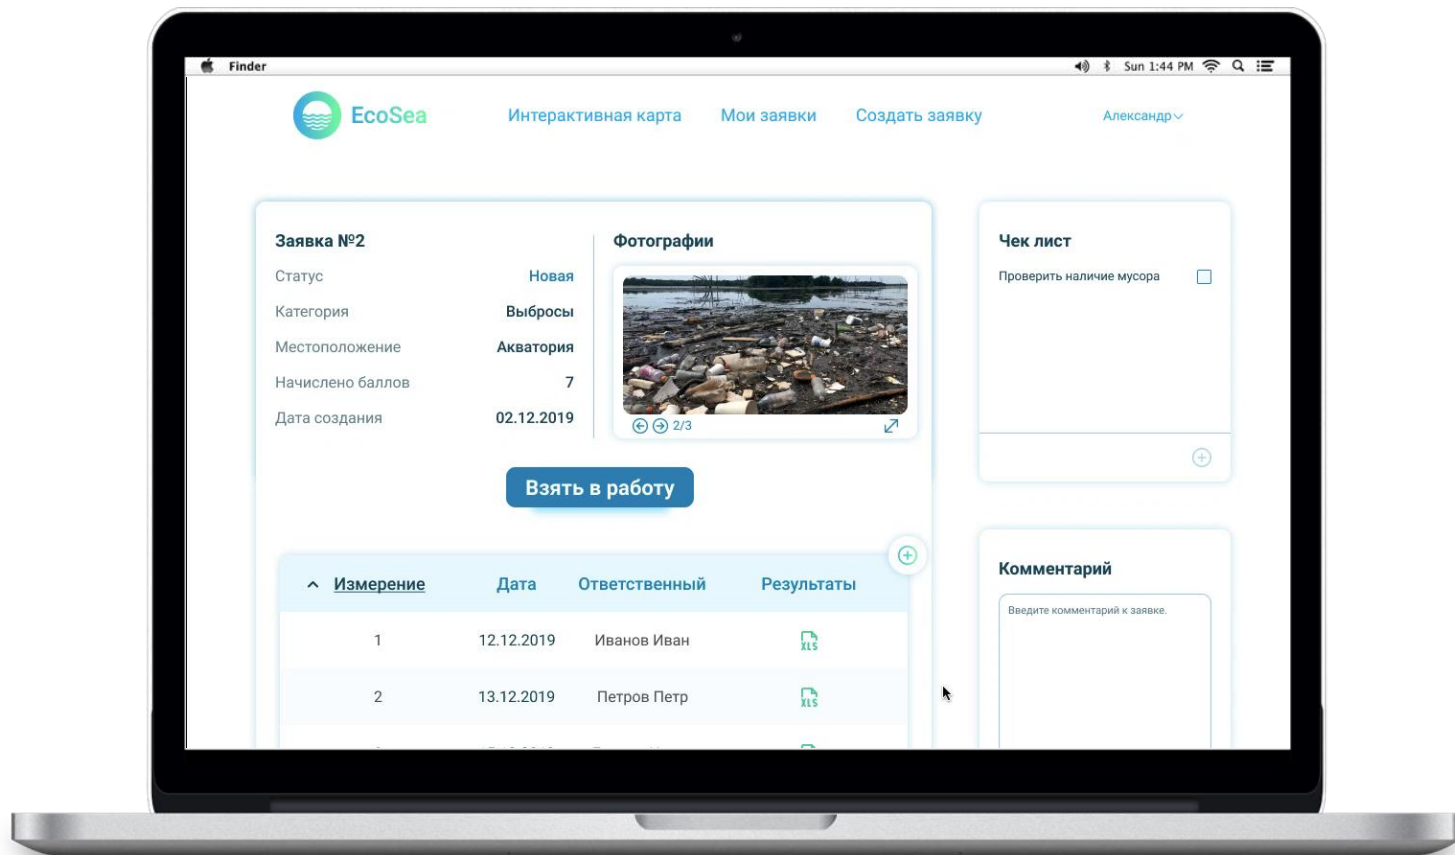 Finder
Sun 1:44 PM
EcoSea
Интерактивная карта
Мои заявки
Создать заявку
Александр
Заявка №2
Статус Новая
Категория Выбросы
Местоположение Акватория
Начислено баллов 7
Дата создания 02.12.2019
Фотографии
2/3
Взять в работу
Измерение Дата Ответственный Результаты
1 12.12.2019 Иванов Иван XLS
2 13.12.2019 Петров Петр XLS
Чек лист
Проверить наличие мусора
Комментарий
Введите комментарий к заявке.